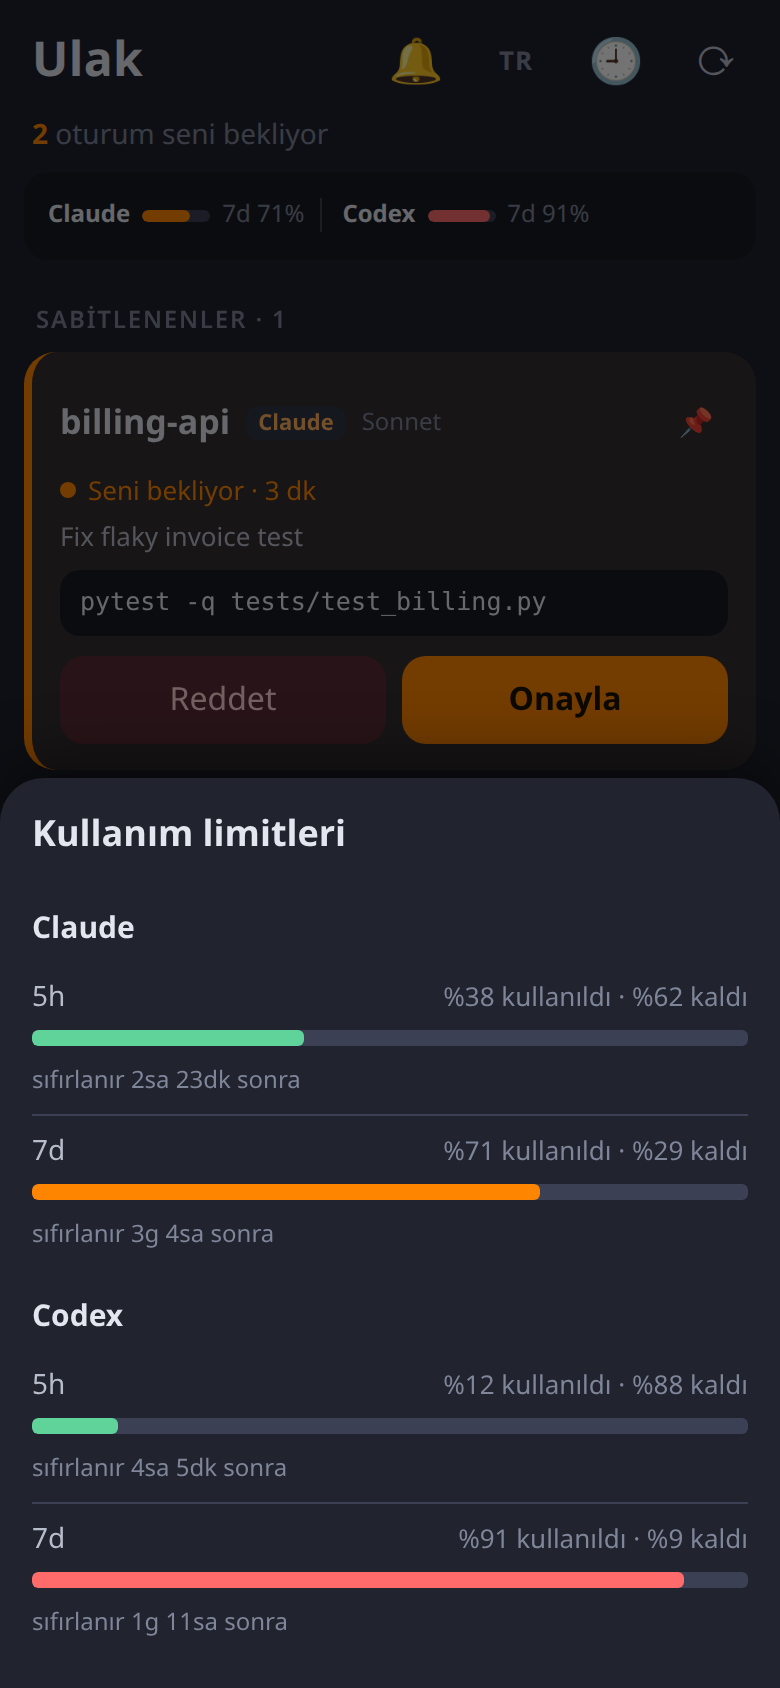 Ulak
TR
2 oturum seni bekliyor
Claude 7d 71% Codex 7d 91%
SABİTLENENLER · 1
billing-api Claude Sonnet
Seni bekliyor · 3 dk
Fix flaky invoice test
pytest -q tests/test_billing.py
Reddet Onayla
Kullanım limitleri
Claude
5h %38 kullanıldı · %62 kaldı
sıfırlanır 2sa 23dk sonra
7d %71 kullanıldı · %29 kaldı
sıfırlanır 3g 4sa sonra
Codex
5h %12 kullanıldı · %88 kaldı
sıfırlanır 4sa 5dk sonra
7d %91 kullanıldı · %9 kaldı
sıfırlanır 1g 11sa sonra